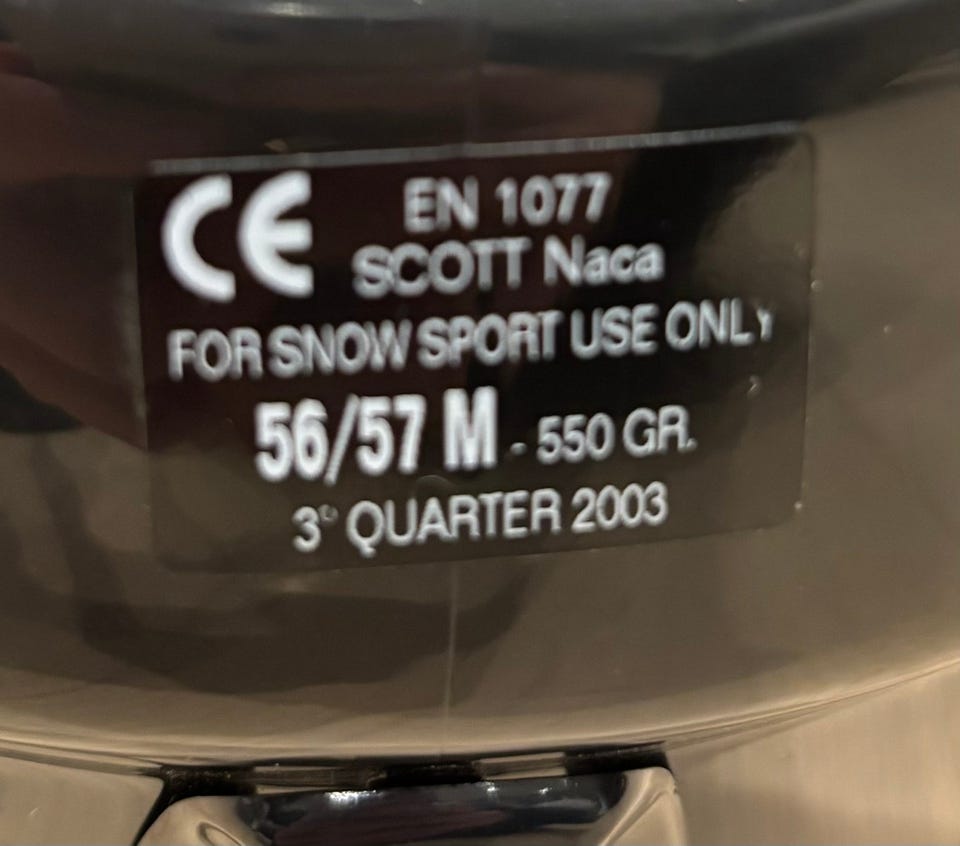 CE EN 1077
SCOTT Naca
FOR SNOW SPORT USE ONLY
56/57 M - 550 GR.
3° QUARTER 2003